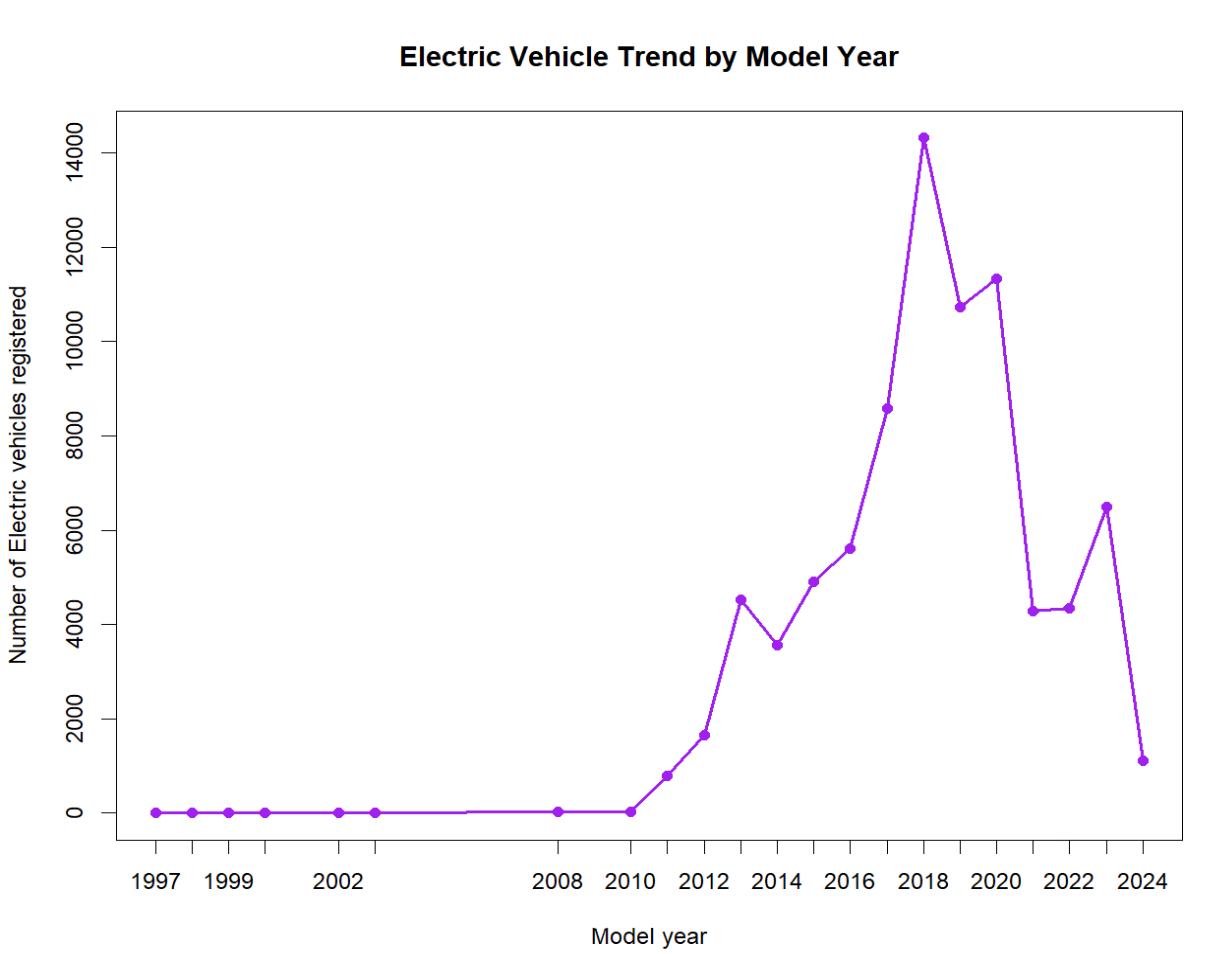 Electric Vehicle Trend by Model Year
Number of Electric vehicles registered
14000
12000
10000
8000
6000
4000
2000
0
1997 1999 2002 2008 2010 2012 2014 2016 2018 2020 2022 2024
Model year